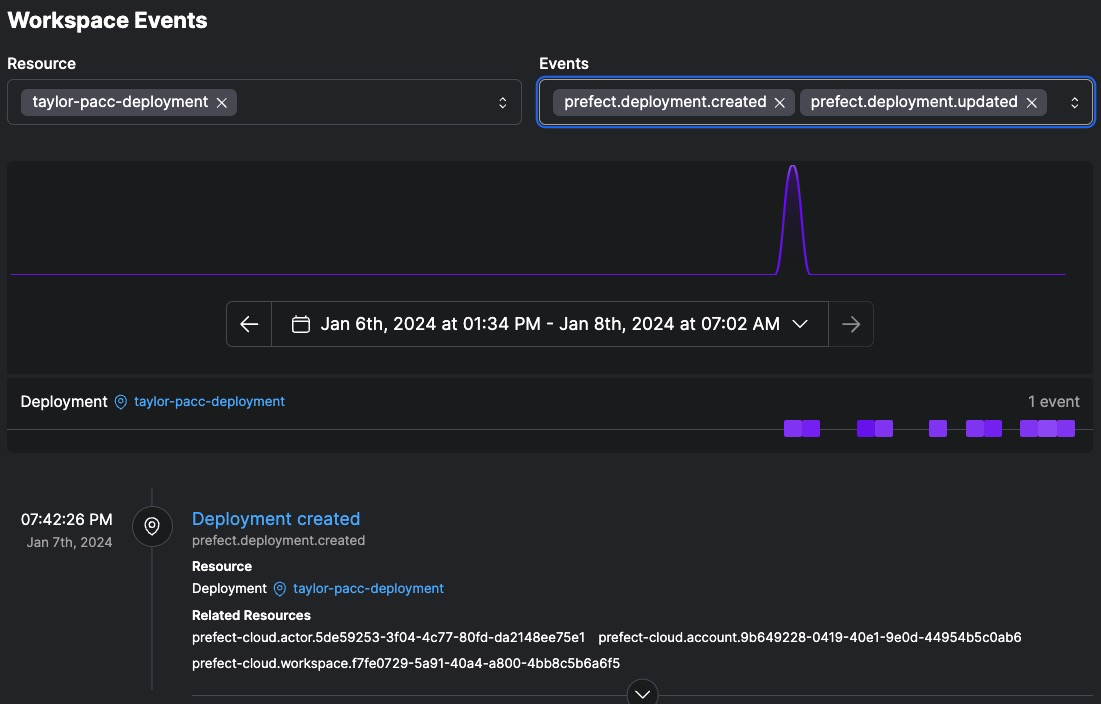 Workspace Events
Resource Events
taylor-pacc-deployment prefect.deployment.created prefect.deployment.updated
Jan 6th, 2024 at 01:34 PM - Jan 8th, 2024 at 07:02 AM
Deployment taylor-pacc-deployment 1 event
07:42:26 PM Deployment created
Jan 7th, 2024 prefect.deployment.created
Resource
Deployment taylor-pacc-deployment
Related Resources
prefect-cloud.actor.5de59253-3f04-4c77-80fd-da2148ee75e1 prefect-cloud.account.9b649228-0419-40e1-9e0d-44954b5c0ab6
prefect-cloud.workspace.f7fe0729-5a91-40a4-a800-4bb8c5b6a6f5